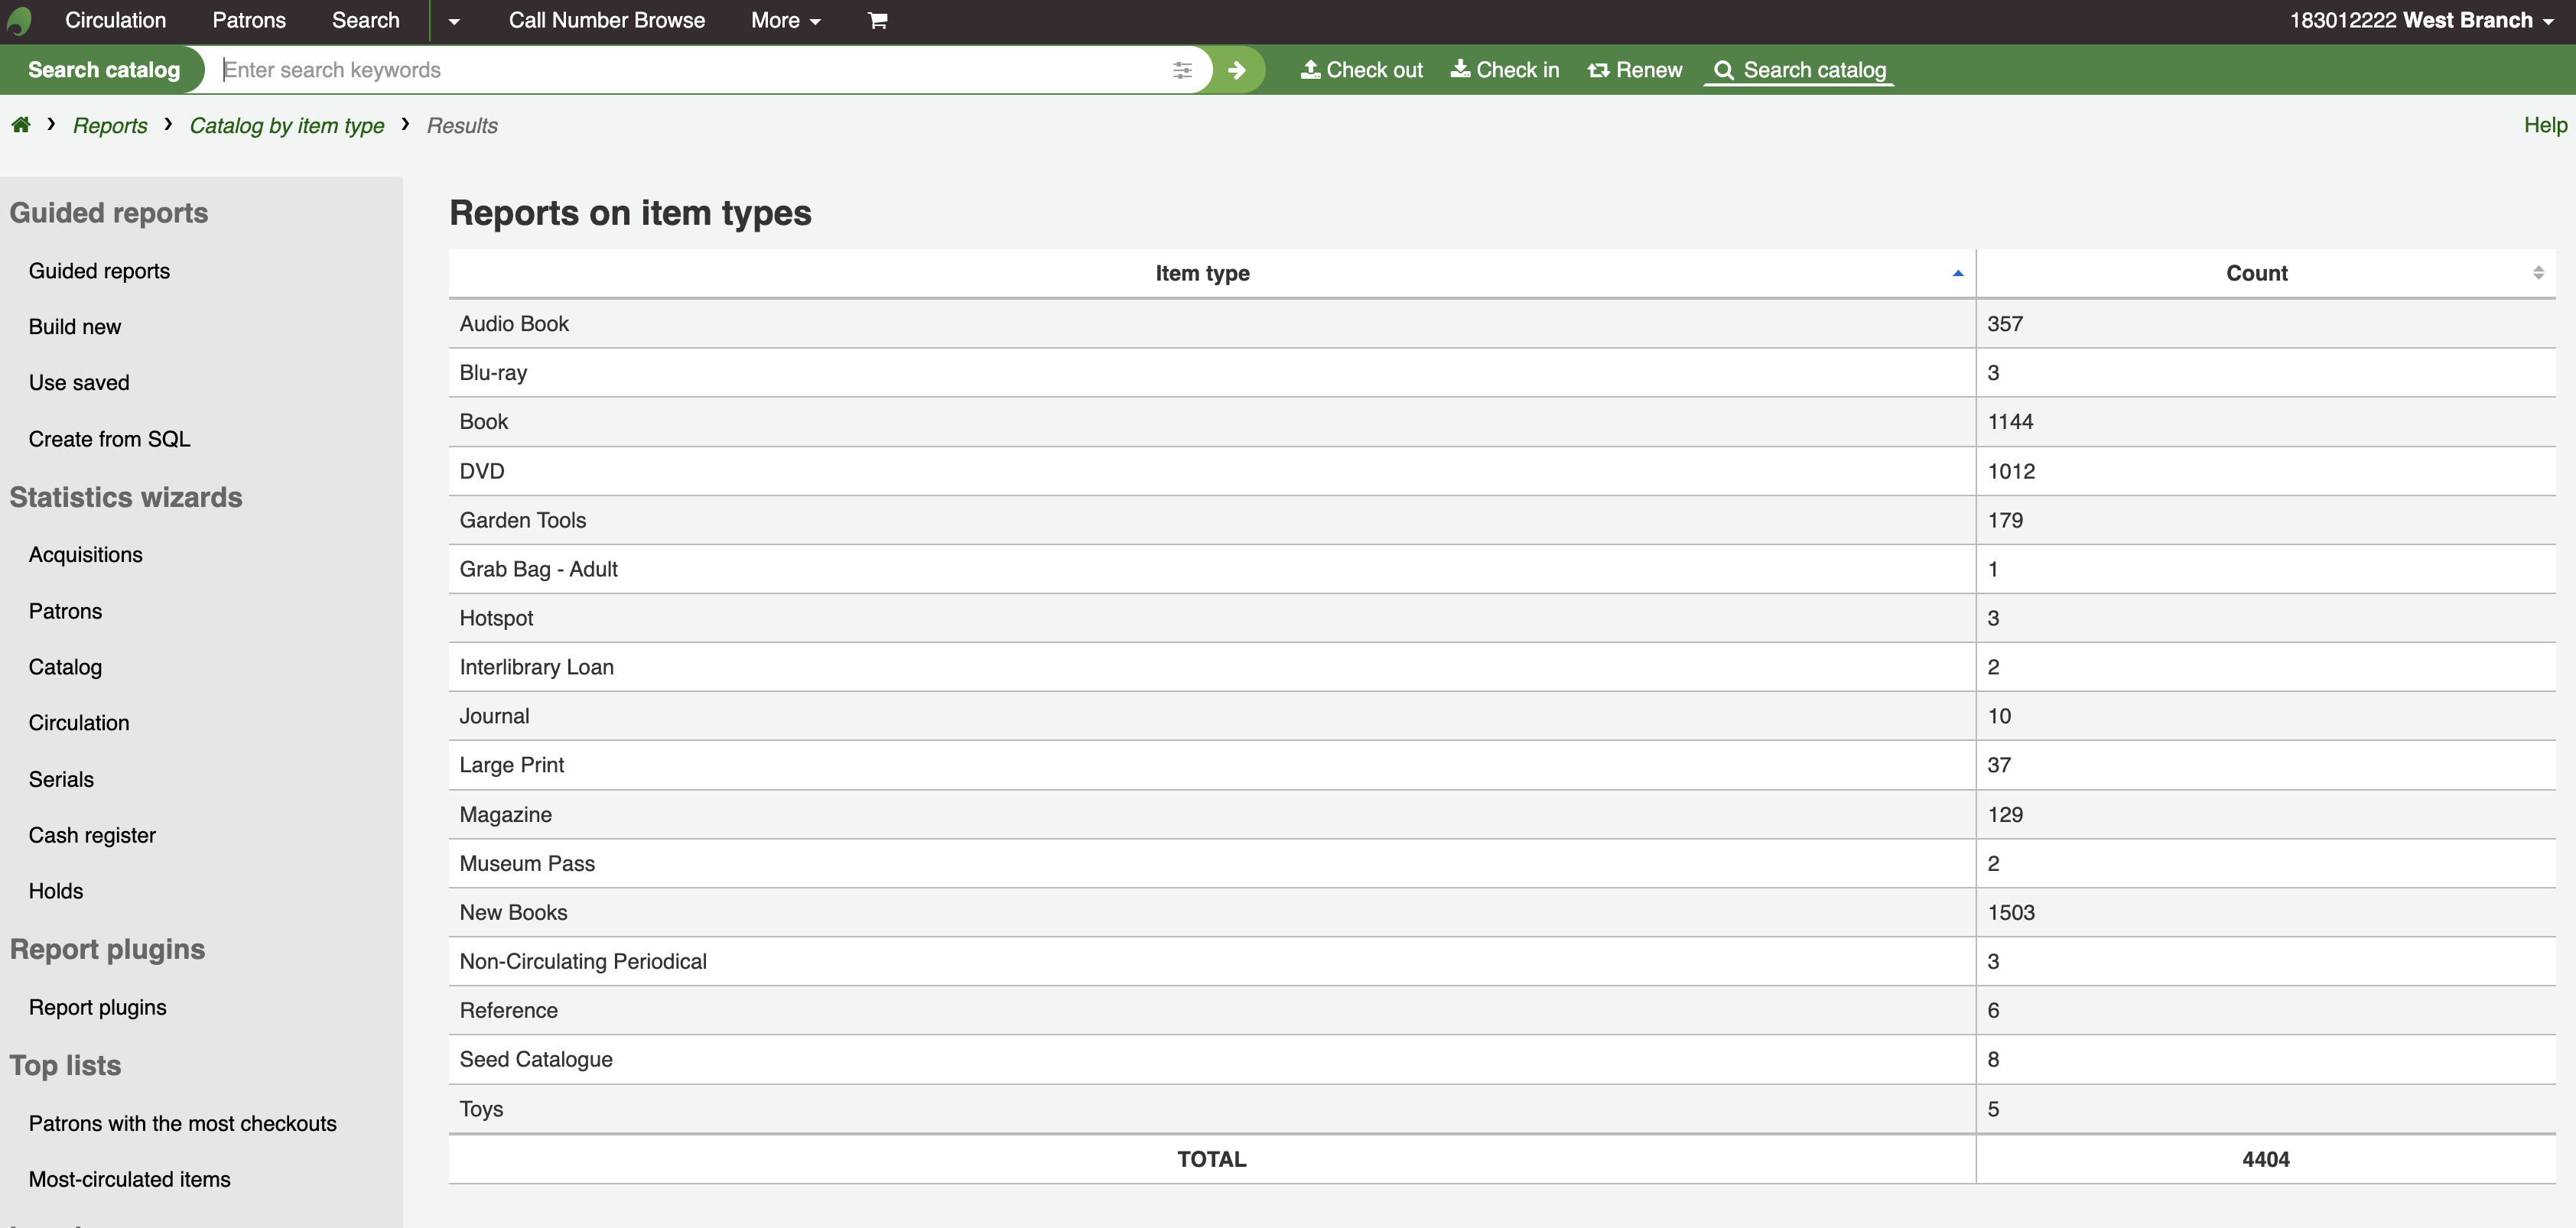 Circulation Patrons Search Call Number Browse More 183012222 West Branch
Search catalog Enter search keywords Check out Check in Renew Search catalog
Reports Catalog by item type Results Help
Guided reports
Guided reports
Build new
Use saved
Create from SQL
Statistics wizards
Acquisitions
Patrons
Catalog
Circulation
Serials
Cash register
Holds
Report plugins
Report plugins
Top lists
Patrons with the most checkouts
Most-circulated items
Reports on item types
Item type Count
Audio Book 357
Blu-ray 3
Book 1144
DVD 1012
Garden Tools 179
Grab Bag - Adult 1
Hotspot 3
Interlibrary Loan 2
Journal 10
Large Print 37
Magazine 129
Museum Pass 2
New Books 1503
Non-Circulating Periodical 3
Reference 6
Seed Catalogue 8
Toys 5
TOTAL 4404